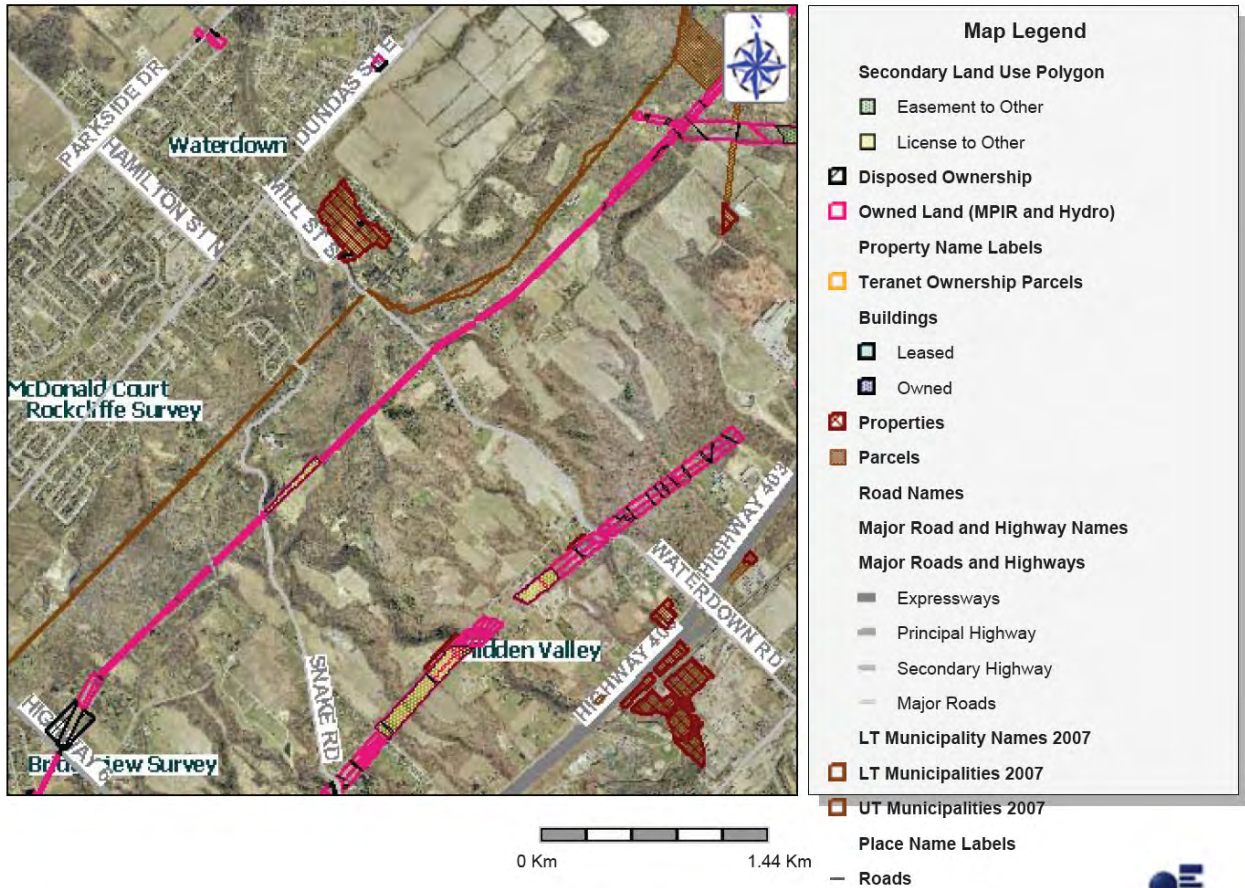 N
PARKSIDE DR
DUNDAS ST E
Waterdown
HAMILTON ST N
MILL ST S
McDonald Court
Rockcliffe Survey
HIGHWAY 403
WATERDOWN RD
HIGHWAY 403
SNAKE RD
HIGHWAY 6
0 Km
1.44 Km
Map Legend
Secondary Land Use Polygon
Easement to Other
License to Other
Disposed Ownership
Owned Land (MPIR and Hydro)
Property Name Labels
Teranet Ownership Parcels
Buildings
Leased
Owned
Properties
Parcels
Road Names
Major Road and Highway Names
Major Roads and Highways
Expressways
Principal Highway
Secondary Highway
Major Roads
LT Municipality Names 2007
LT Municipalities 2007
UT Municipalities 2007
Place Name Labels
Roads
idden Valley
Survey